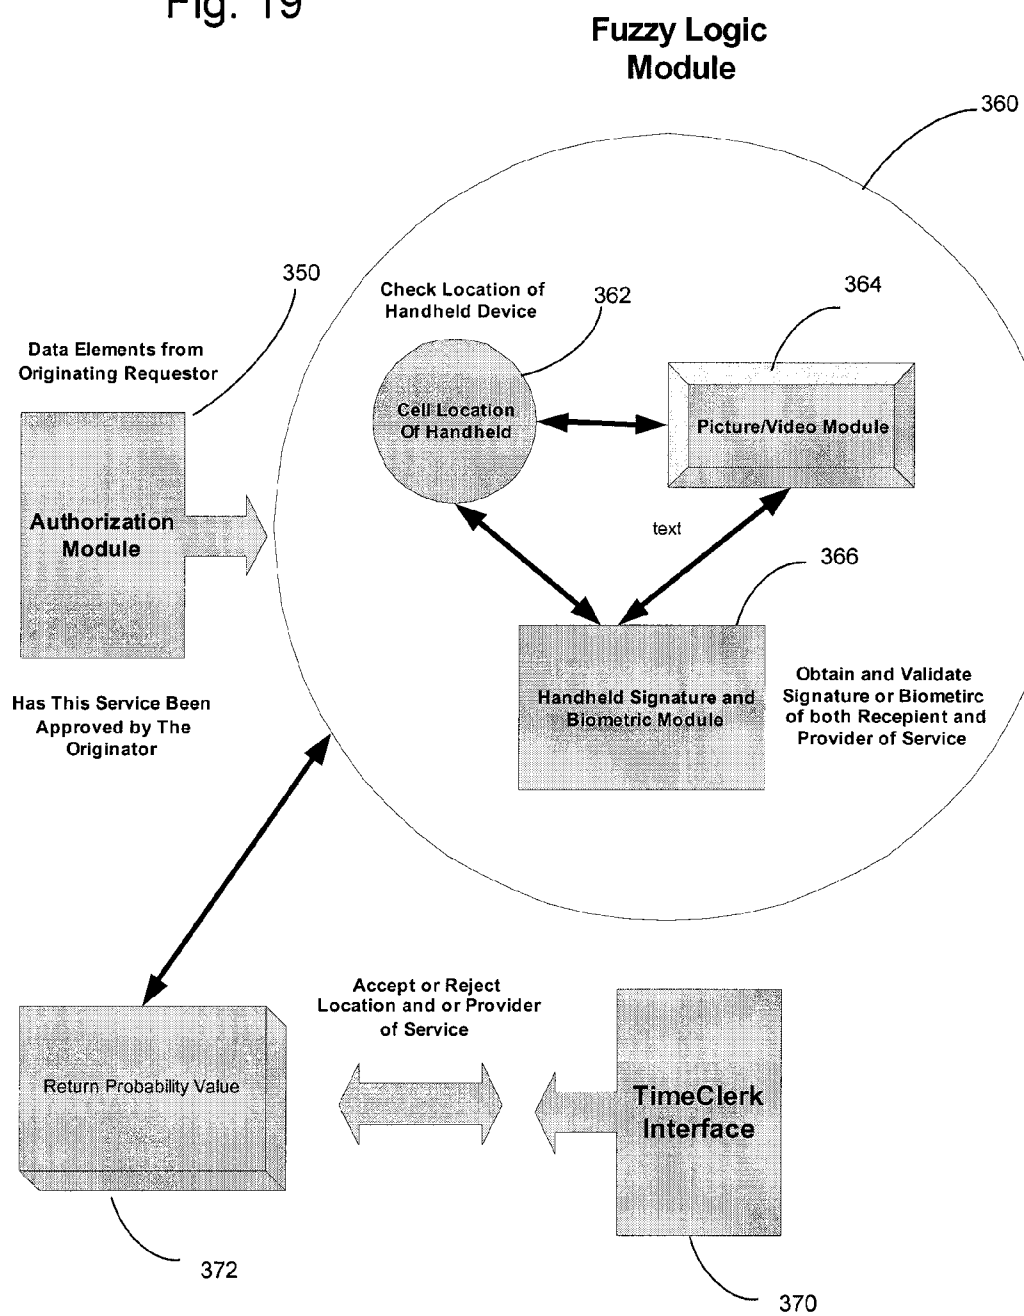 Fig. 19
Fuzzy Logic
Module
360
350
Check Location of
Handheld Device
362
364
Data Elements from
Originating Requestor
Cell Location
Of Handheld
Picture/Video Module
Authorization
Module
text
366
Has This Service Been
Approved by The
Originator
Handheld Signature and
Biometric Module
Obtain and Validate
Signature or Biometirc
of both Recepient and
Provider of Service
Accept or Reject
Location and or Provider
of Service
Return Probability Value
TimeClerk
Interface
372
370